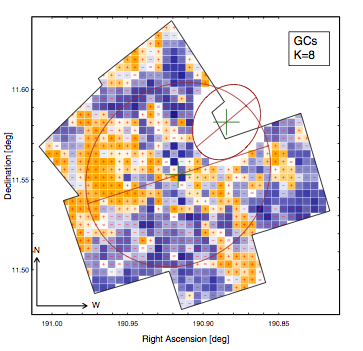 GCs
K=8
11.60
11.55
11.50
Declination [deg]
N
W
191.00
190.95
190.90
190.85
Right Ascension [deg]